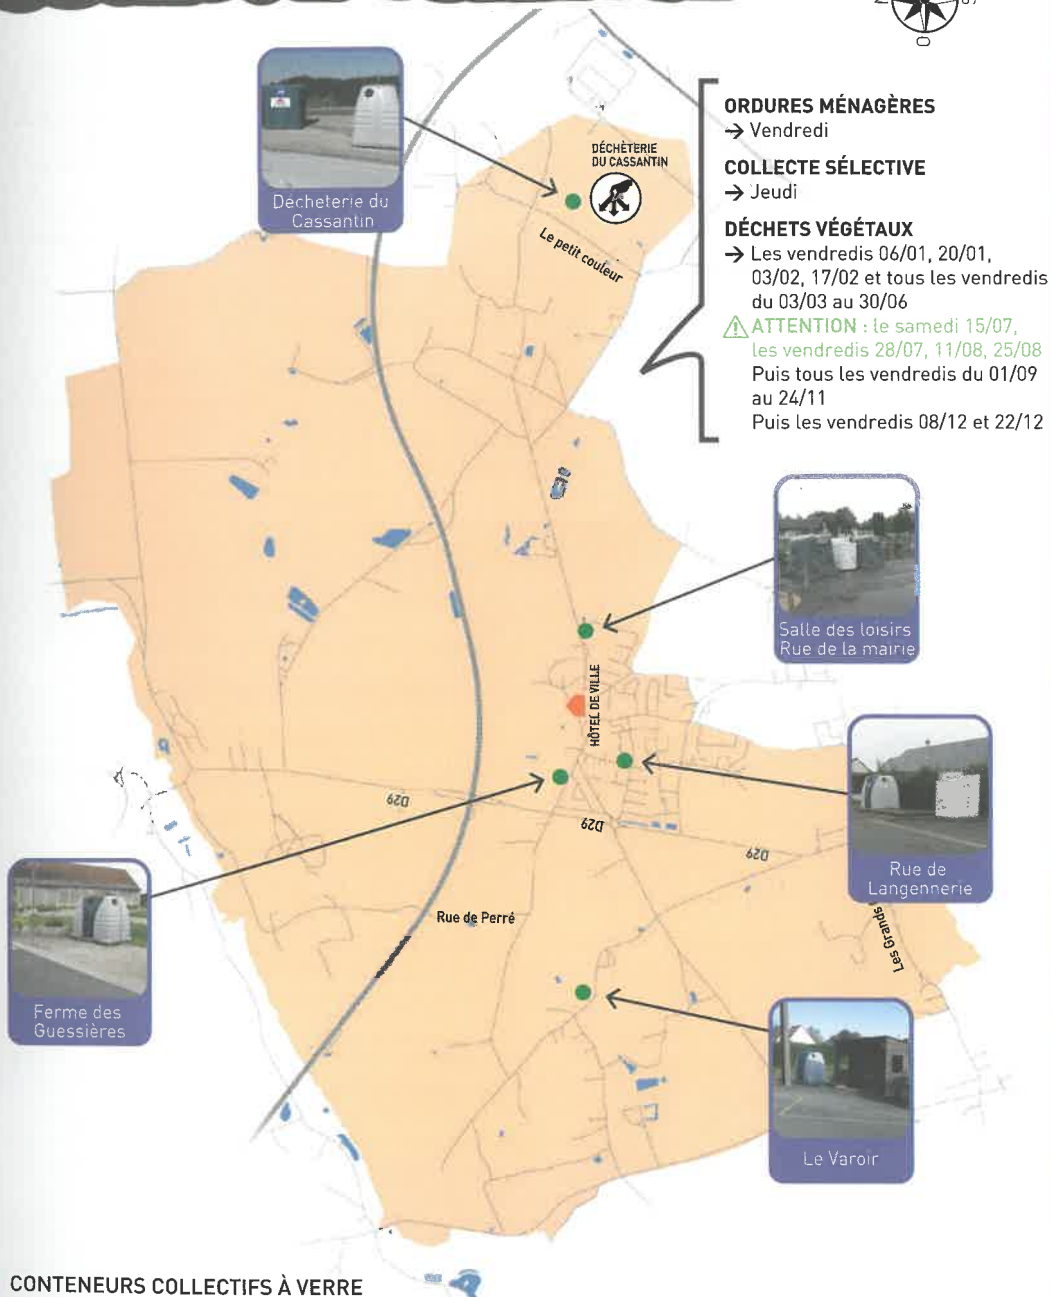 O
ORDURES MÉNAGÈRES
→ Vendredi
COLLECTE SÉLECTIVE
→ Jeudi
DÉCHETS VÉGÉTAUX
→ Les vendredis 06/01, 20/01,
03/02, 17/02 et tous les vendredis
du 03/03 au 30/06
ATTENTION : le samedi 15/07,
les vendredis 28/07, 11/08, 25/08
Puis tous les vendredis du 01/09
au 24/11
Puis les vendredis 08/12 et 22/12
DÉCHÈTERIE
DU CASSANTIN
Décheterie du
Cassantin
Le petit couleur
Salle des loisirs
Rue de la mairie
HÔTEL DE VILLE
D29
D29
D29
Rue de
Langennerie
Rue de Perré
Les Grands
Ferme des
Guessières
Le Varoir
CONTENEURS COLLECTIFS À VERRE